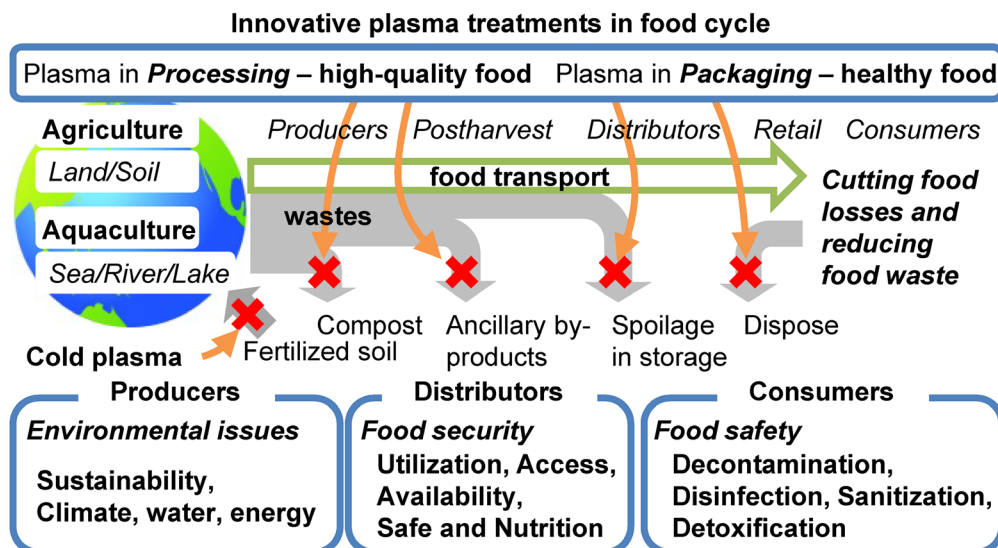 Innovative plasma treatments in food cycle
Plasma in Processing – high-quality food
Plasma in Packaging – healthy food
Agriculture
Land/Soil
Aquaculture
Sea/River/Lake
Producers
Postharvest
Distributors
Retail
Consumers
food transport
wastes
Cutting food
losses and
reducing
food waste
Compost
Fertilized soil
Ancillary by-
products
Spoilage
in storage
Dispose
Cold plasma
Producers
Environmental issues
Sustainability,
Climate, water, energy
Distributors
Food security
Utilization, Access,
Availability,
Safe and Nutrition
Consumers
Food safety
Decontamination,
Disinfection, Sanitization,
Detoxification